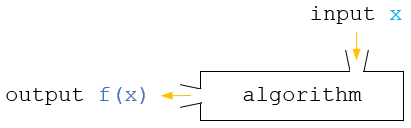 input x
output f(x)
algorithm